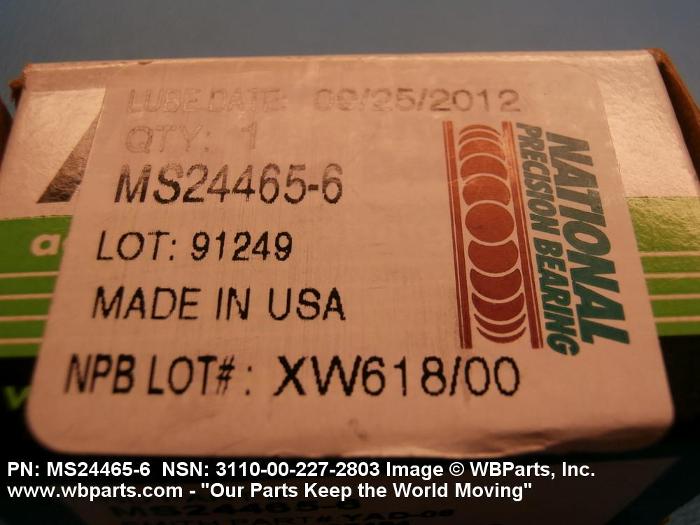 LUBE DATE: 09/25/2012
QTY: 1
MS24465-6
LOT: 91249
MADE IN USA
NPB LOT#: XW618/00
NATIONAL
PRECISION BEARING
PN: MS24465-6 NSN: 3110-00-227-2803 Image © WBParts, Inc.
www.wbparts.com - "Our Parts Keep the World Moving"
MS24465-6